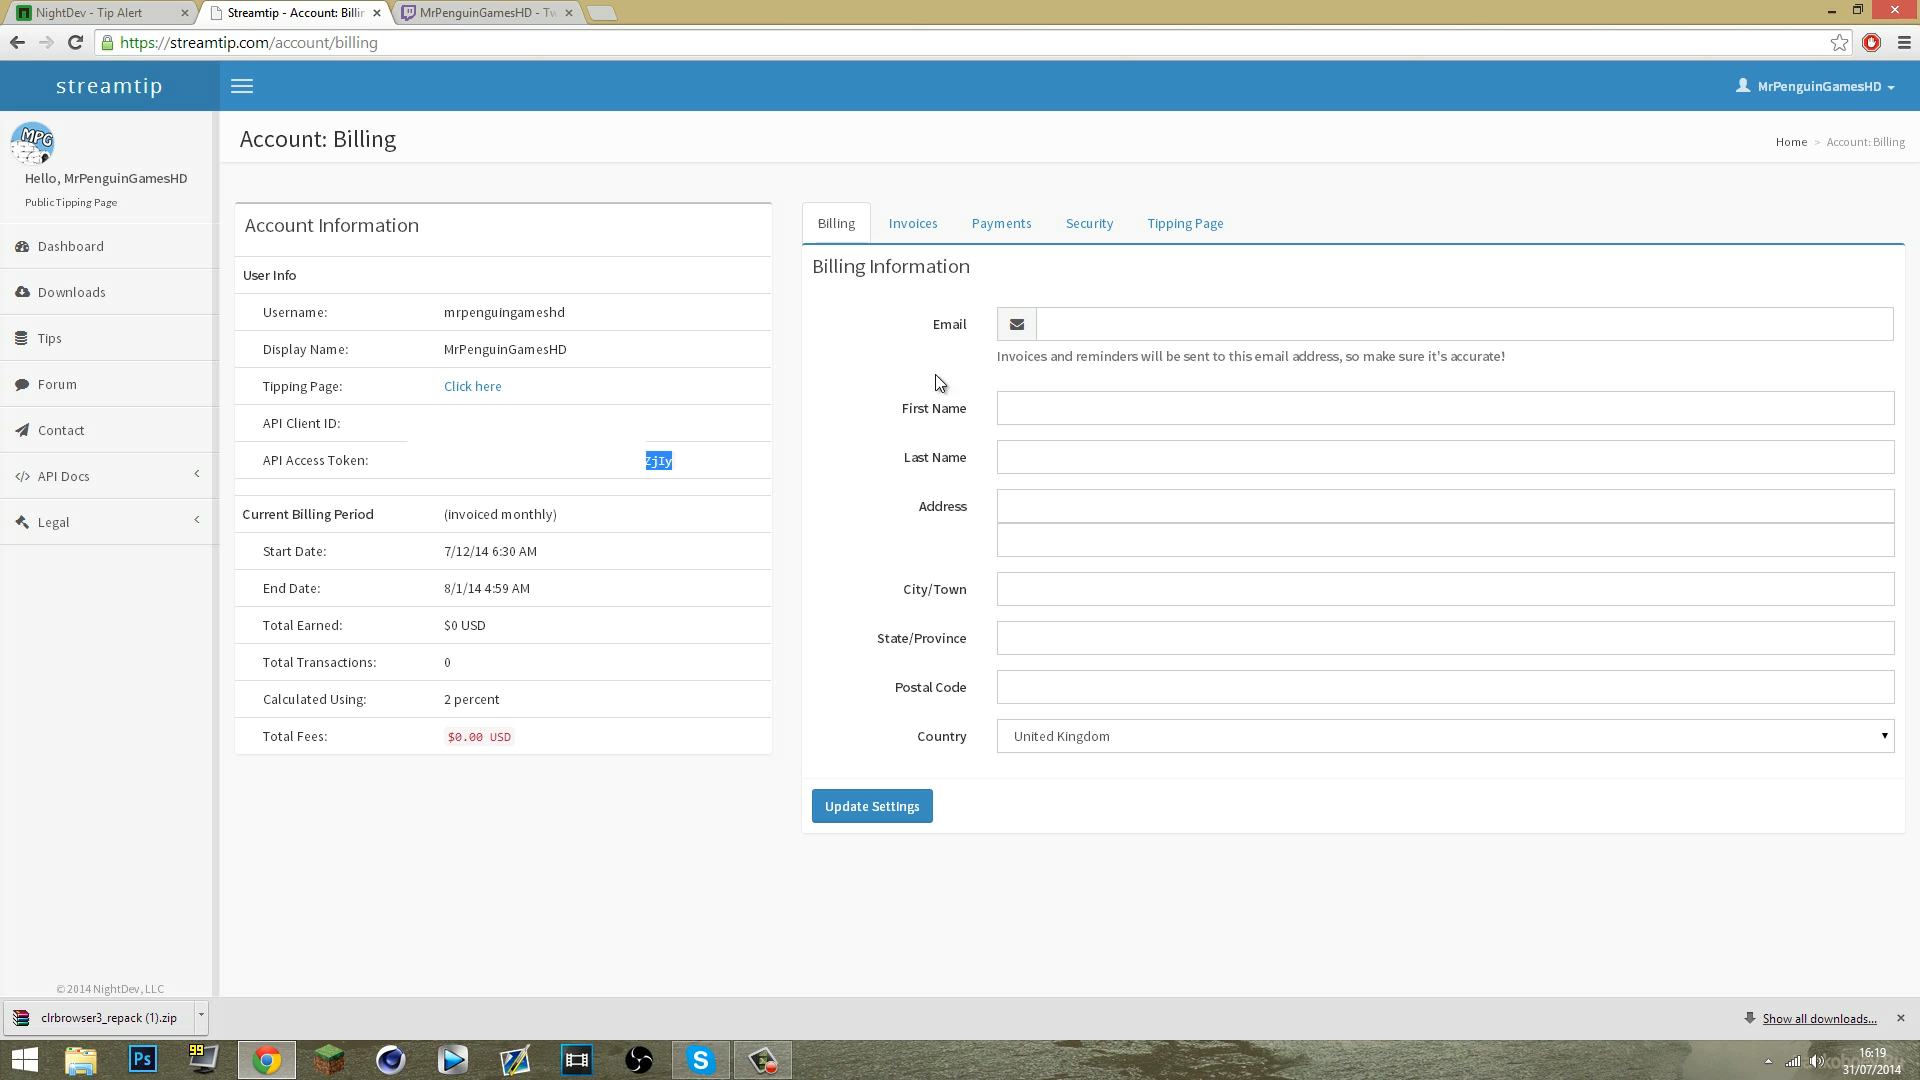 NightDev - Tip Alert
Streamtip - Account: Billin
MrPenguinGamesHD - Tw
https://streamtip.com/account/billing
streamtip
MrPenguinGamesHD
MPG
Hello, MrPenguinGamesHD
Public Tipping Page
Account: Billing
Home > Account: Billing
Dashboard
Downloads
Tips
Forum
Contact
API Docs
Legal
Account Information
User Info
Username: mrpenguingameshd
Display Name: MrPenguinGamesHD
Tipping Page: Click here
API Client ID:
API Access Token: ZjIy
Current Billing Period (invoiced monthly)
Start Date: 7/12/14 6:30 AM
End Date: 8/1/14 4:59 AM
Total Earned: $0 USD
Total Transactions: 0
Calculated Using: 2 percent
Total Fees: $0.00 USD
Billing Invoices Payments Security Tipping Page
Billing Information
Email
Invoices and reminders will be sent to this email address, so make sure it's accurate!
First Name
Last Name
Address
City/Town
State/Province
Postal Code
Country United Kingdom
Update Settings
© 2014 NightDev, LLC
clrbrowser3_repack (1).zip
Show all downloads...
Ps
99
S
16:19
31/07/2014